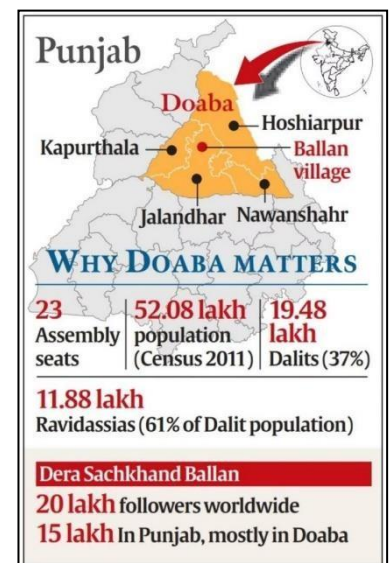 Punjab
Doaba
Hoshiarpur
Kapurthala
Ballan
village
Jalandhar Nawanshahr
WHY DOABA MATTERS
23
Assembly
seats
52.08 lakh
population
(Census 2011)
19.48
lakh
Dalits (37%)
11.88 lakh
Ravidassias (61% of Dalit population)
Dera Sachkhand Ballan
20 lakh followers worldwide
15 lakh In Punjab, mostly in Doaba